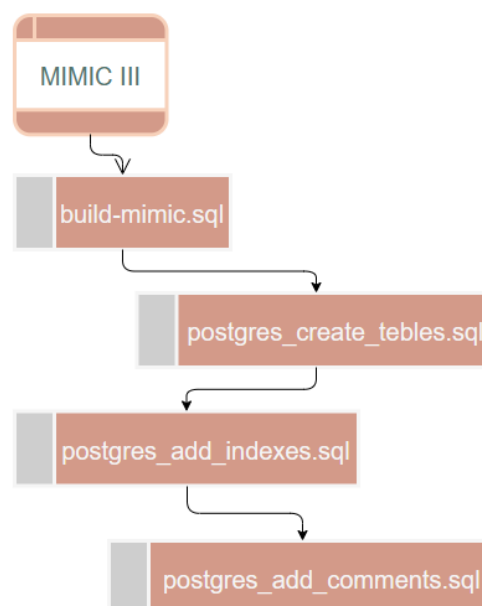 MIMIC III
build-mimic.sql
postgres_create_tebles.sql
postgres_add_indexes.sql
postgres_add_comments.sql